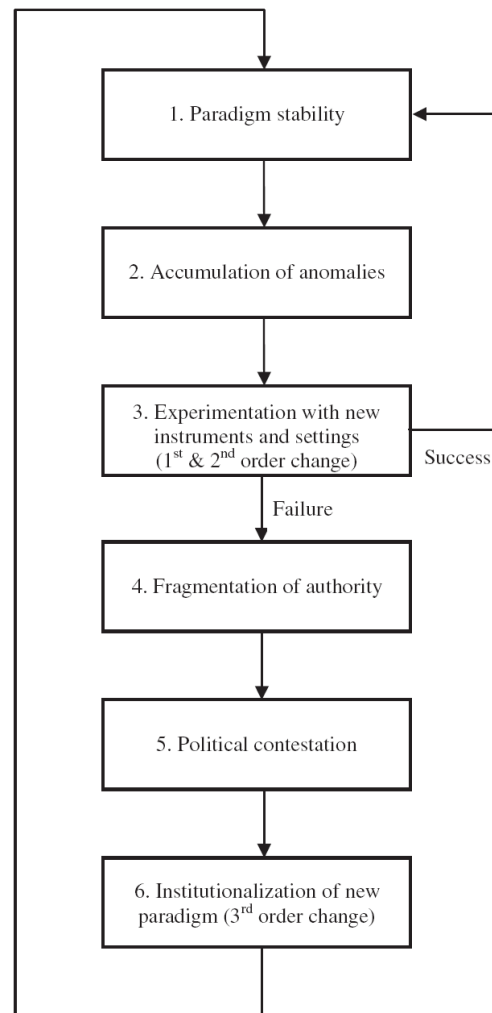 1. Paradigm stability
2. Accumulation of anomalies
3. Experimentation with new
instruments and settings
(1st & 2nd order change)
Success
Failure
4. Fragmentation of authority
5. Political contestation
6. Institutionalization of new
paradigm (3rd order change)